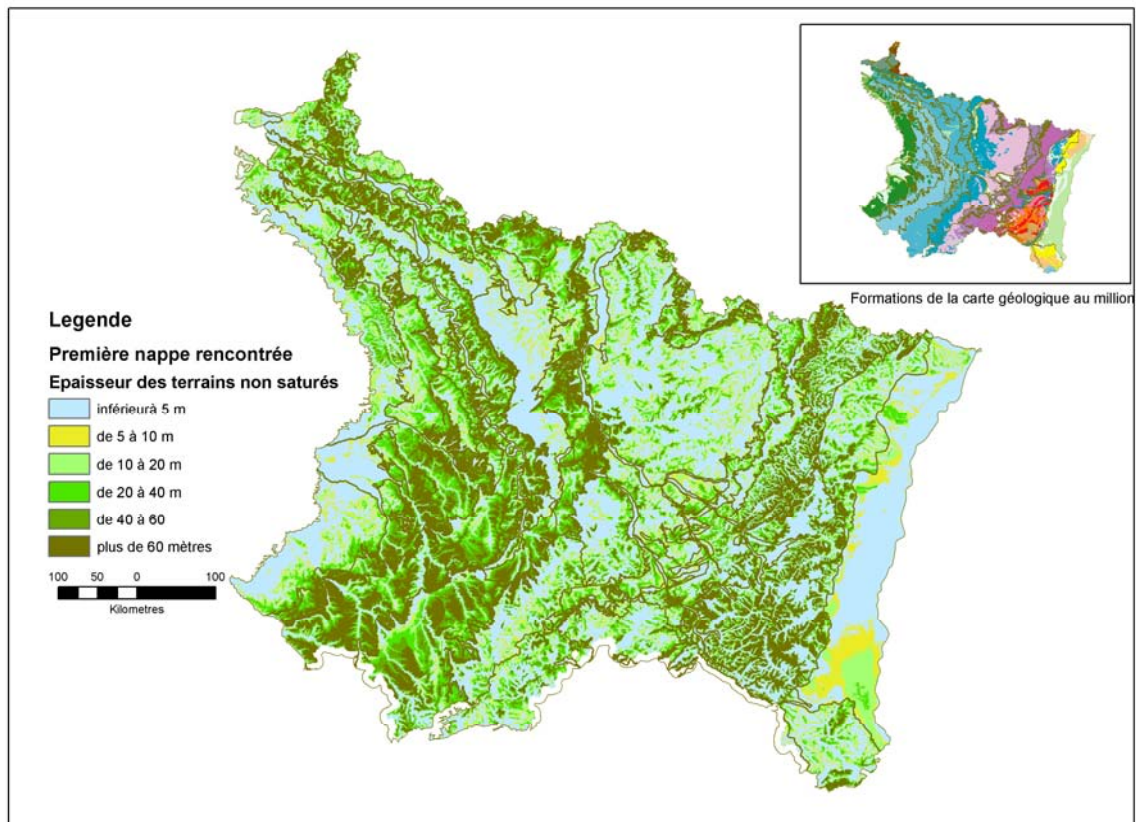 Formations de la carte géologique au million
Legende
Première nappe rencontrée
Epaisseur des terrains non saturés
inférieurà 5 m
de 5 à 10 m
de 10 à 20 m
de 20 à 40 m
de 40 à 60
plus de 60 mètres
100 50 0 100
Kilometres